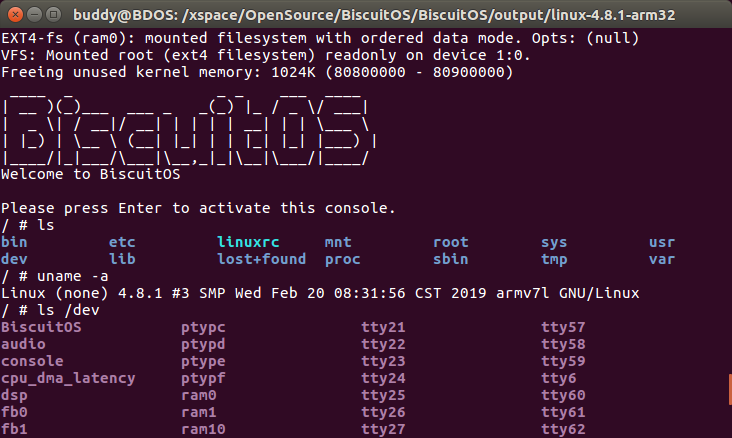 buddy@BDOS: /xspace/OpenSource/BiscuitOS/BiscuitOS/output/linux-4.8.1-arm32
EXT4-fs (ram0): mounted filesystem with ordered data mode. Opts: (null)
VFS: Mounted root (ext4 filesystem) readonly on device 1:0.
Freeing unused kernel memory: 1024K (80800000 - 80900000)
BiscuitOS
Welcome to BiscuitOS
Please press Enter to activate this console.
/ # ls
bin etc linuxrc mnt root sys usr
dev lib lost+found proc sbin tmp var
/ # uname -a
Linux (none) 4.8.1 #3 SMP Wed Feb 20 08:31:56 CST 2019 armv7l GNU/Linux
/ # ls /dev
BiscuitOS ptypc tty21 tty57
audio ptypd tty22 tty58
console ptype tty23 tty59
cpu_dma_latency ptypf tty24 tty6
dsp ram0 tty25 tty60
fb0 ram1 tty26 tty61
fb1 ram10 tty27 tty62